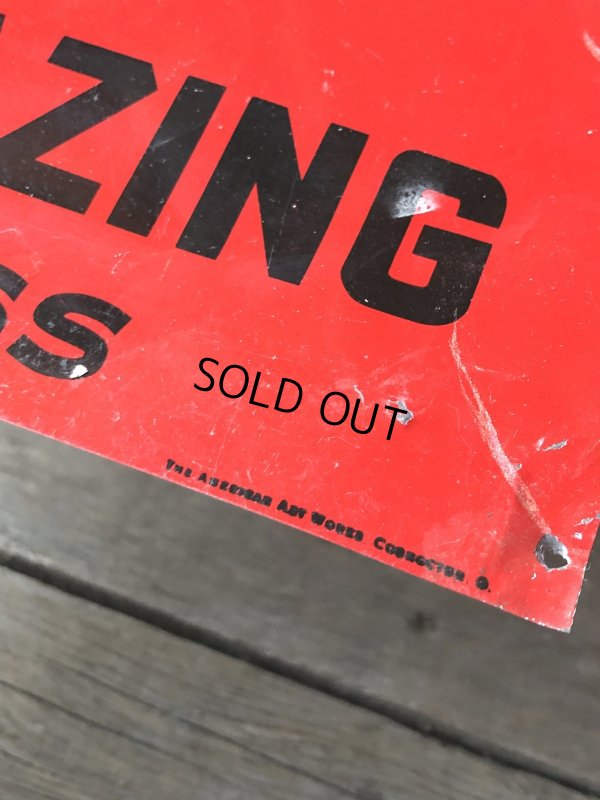 ZING
SS
SOLD OUT
The American Art Works Coshocton, O.